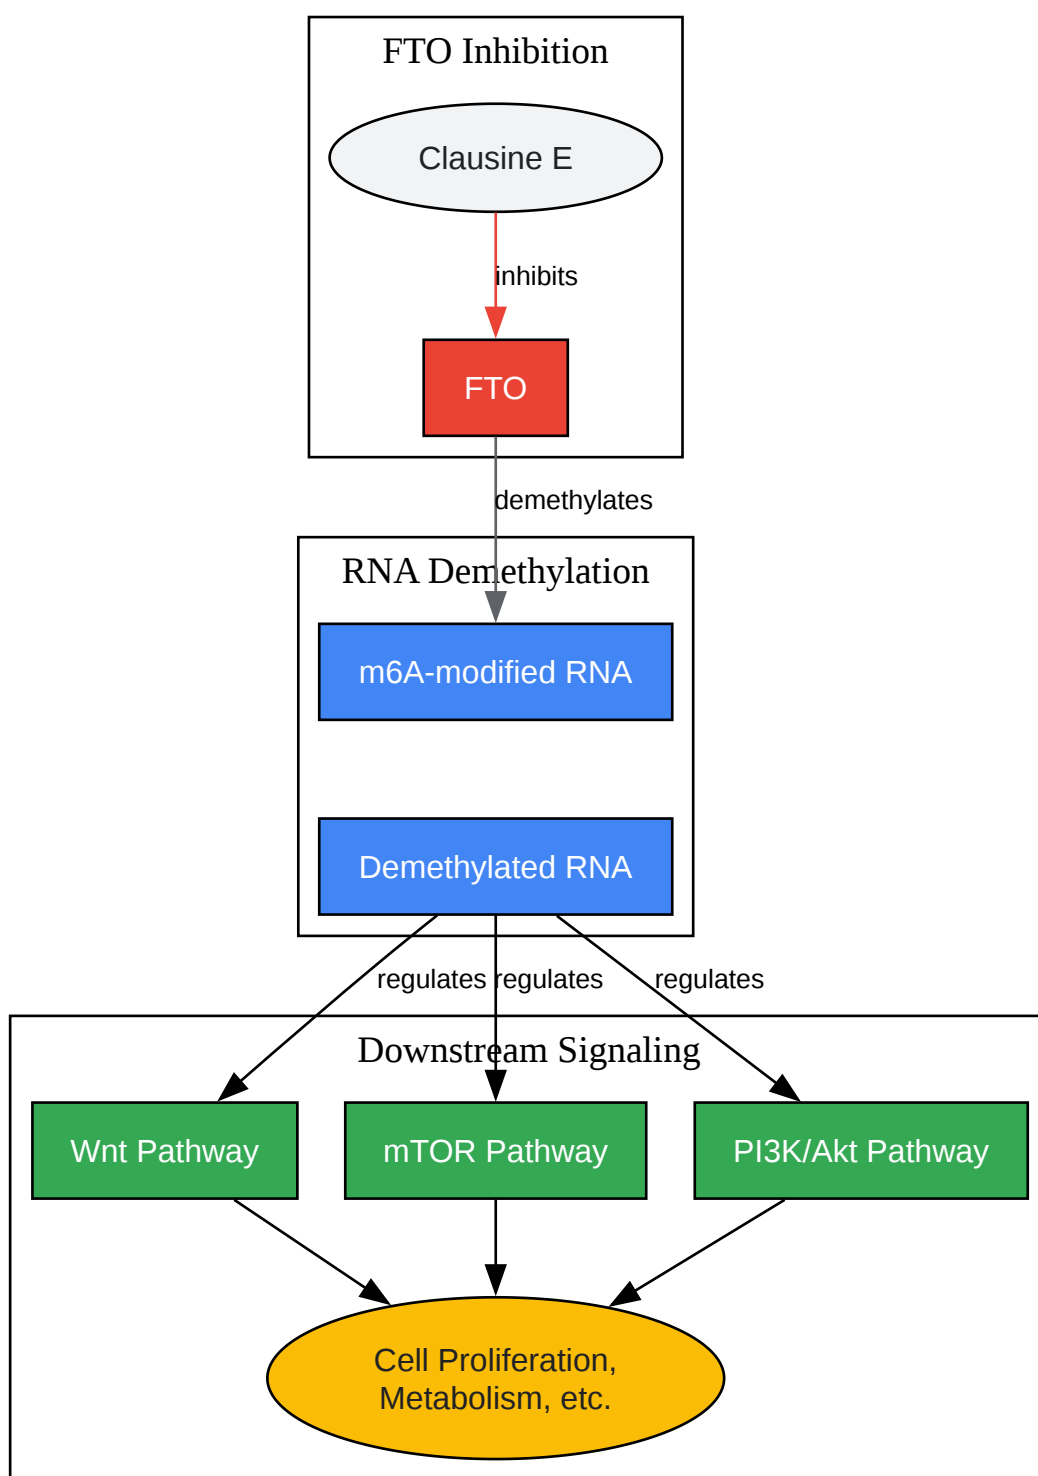 FTO Inhibition
Clausine E
inhibits
FTO
demethylates
RNA Demethylation
m6A-modified RNA
Demethylated RNA
regulates
regulates
regulates
Downstream Signaling
Wnt Pathway
mTOR Pathway
PI3K/Akt Pathway
Cell Proliferation,
Metabolism, etc.